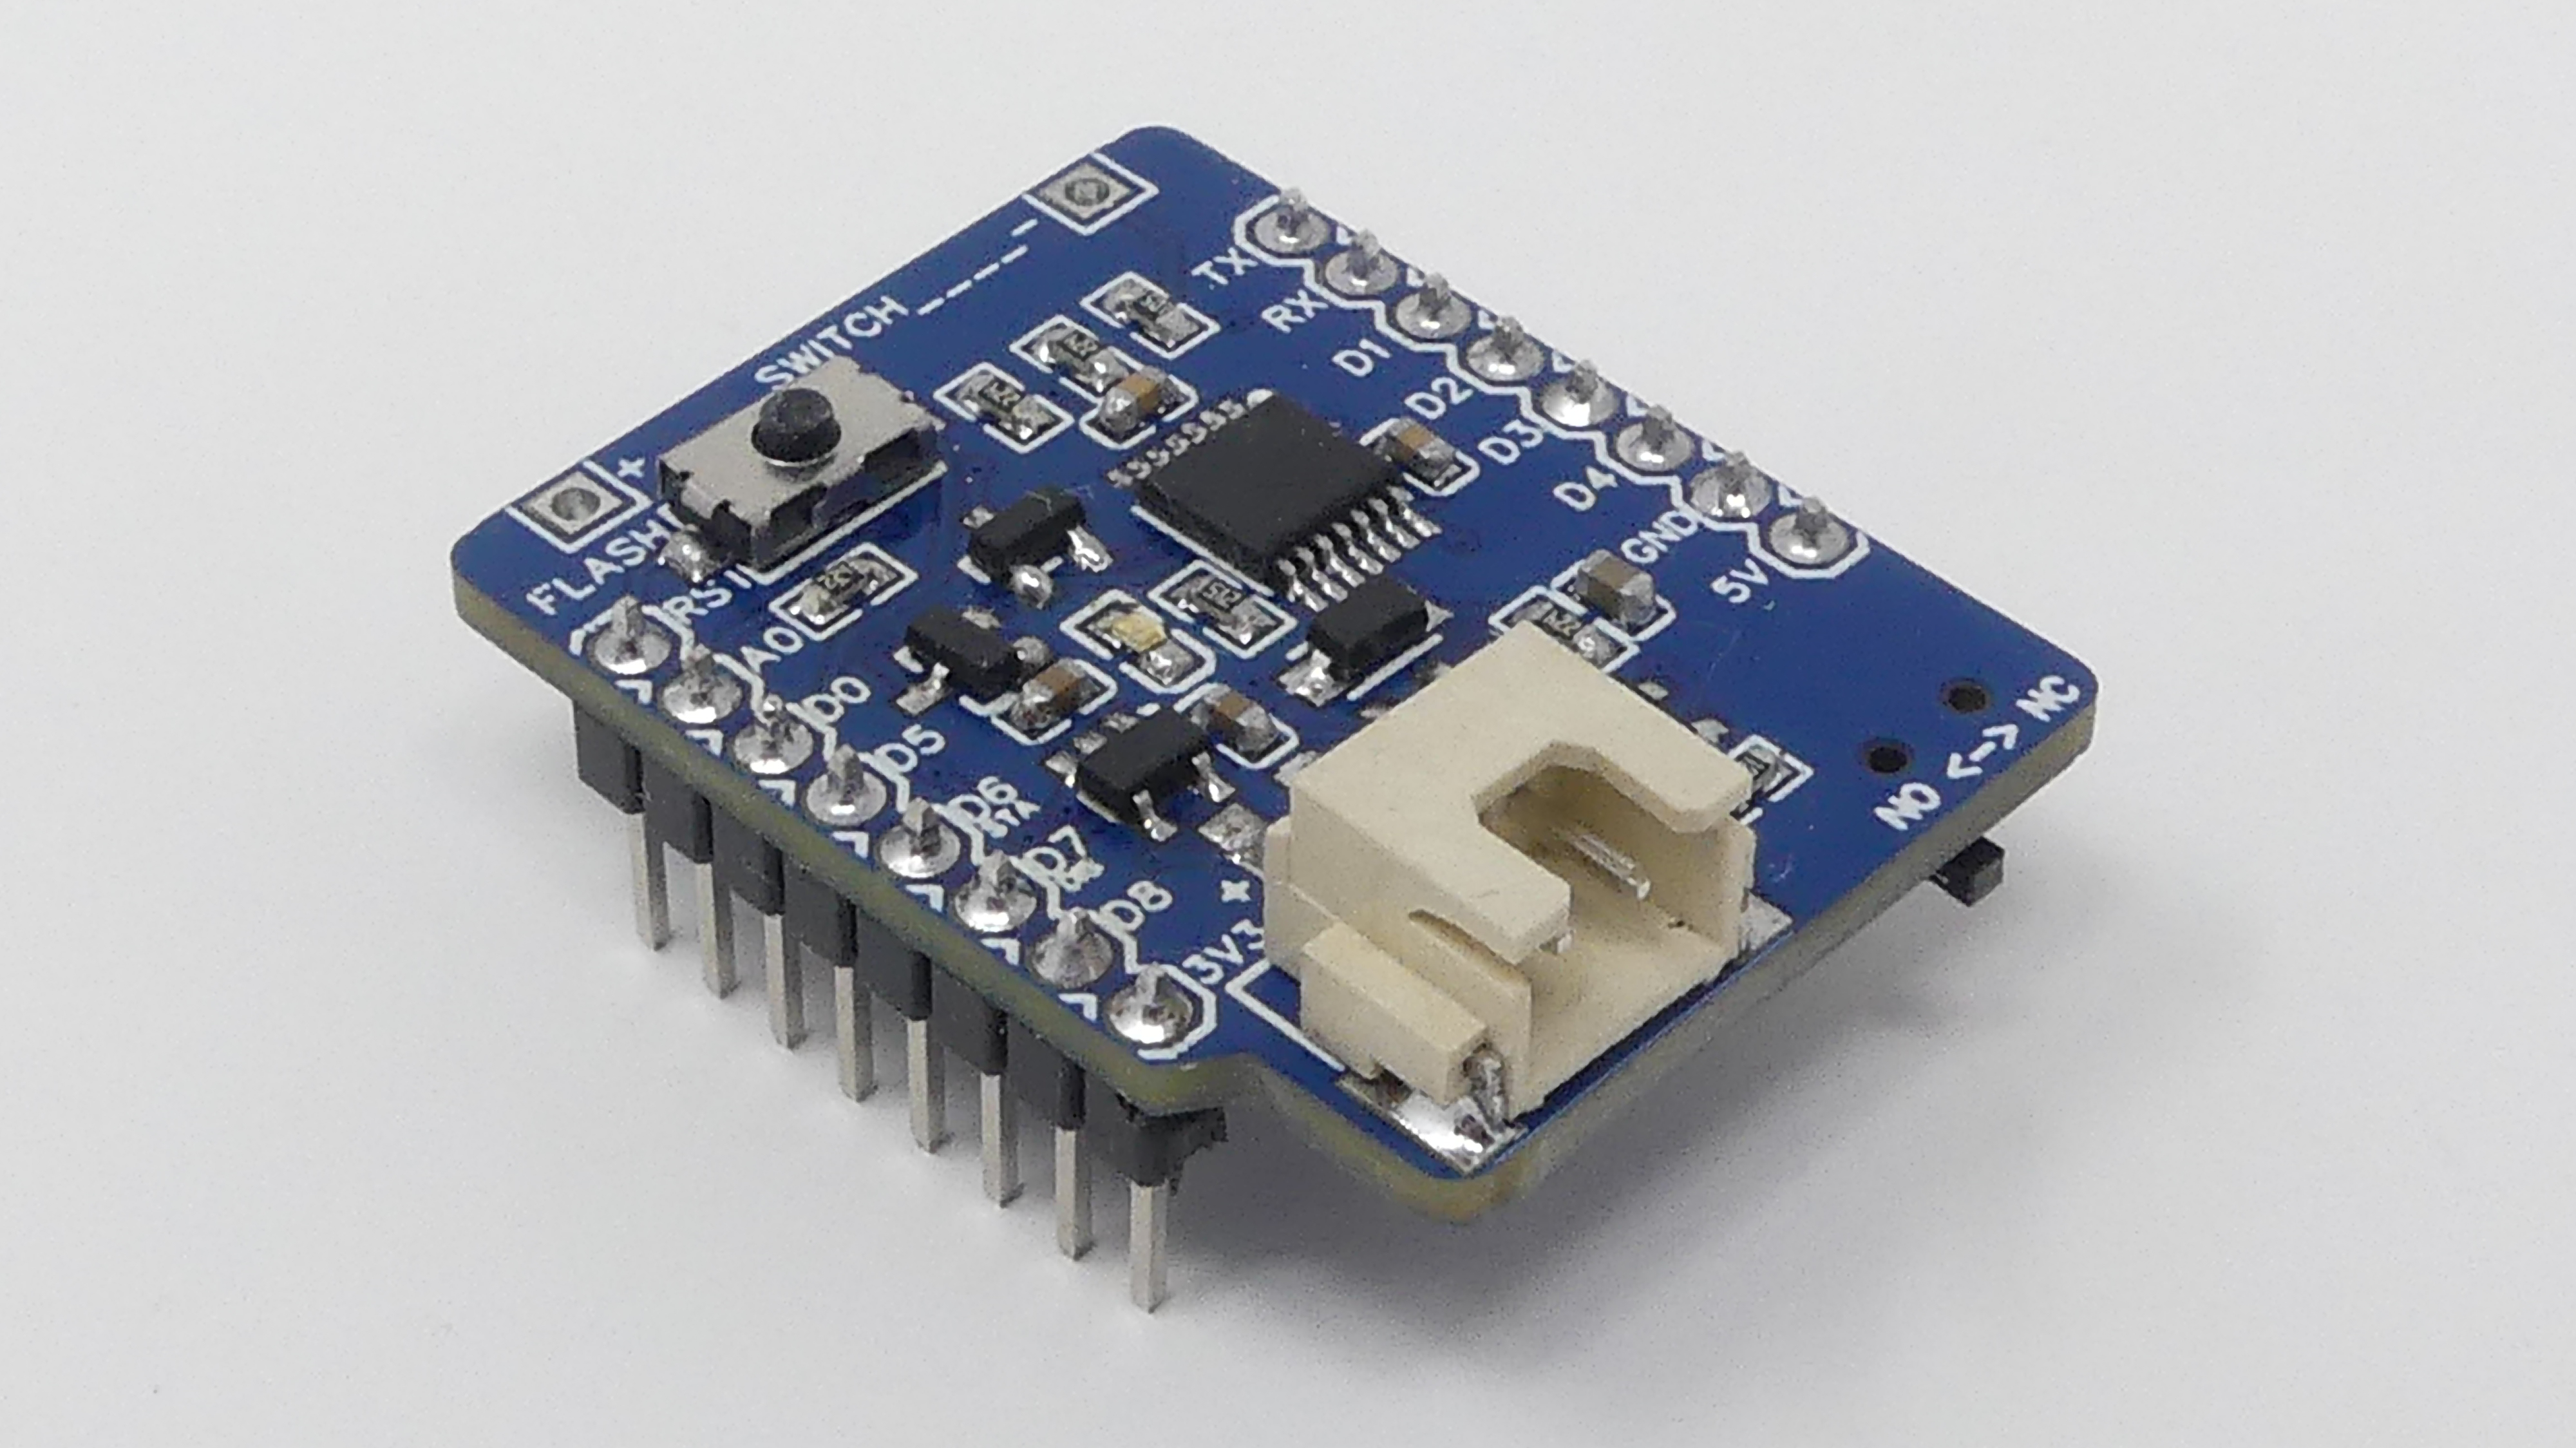 SWITCH_____-
+
FLASH
RST
A0
D0
D5
D6
D7
D8
3V3
+
TX
RX
D1
D2
D3
D4
GND
5V
NO <-> NC